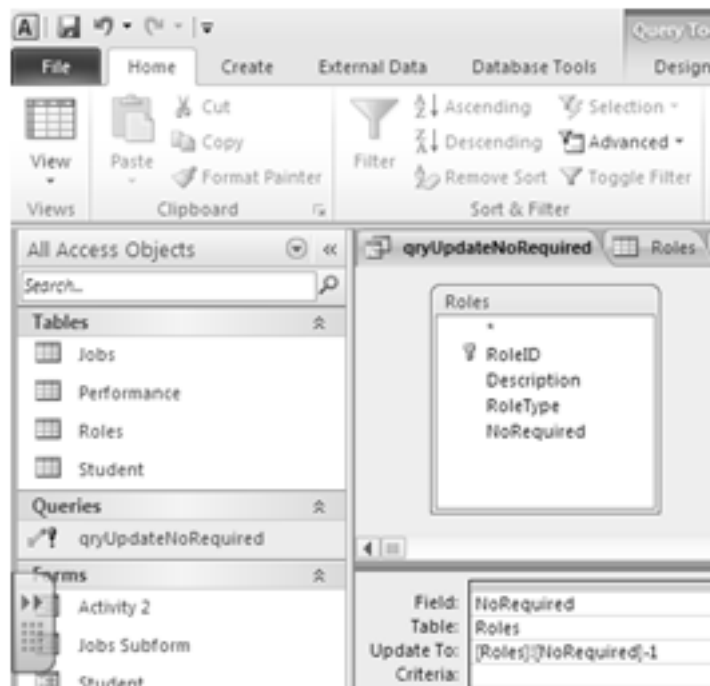 A
Query To
File Home Create External Data Database Tools Design
View
Views
Paste
Cut
Copy
Format Painter
Clipboard
Filter
Ascending
Descending
Remove Sort
Selection
Advanced
Toggle Filter
Sort & Filter
All Access Objects
Search...
Tables
Jobs
Performance
Roles
Student
Queries
qryUpdateNoRequired
Forms
Activity 2
Jobs Subform
Student
qryUpdateNoRequired Roles
Roles
*
RoleID
Description
RoleType
NoRequired
Field: NoRequired
Table: Roles
Update To: [Roles]![NoRequired]-1
Criteria: